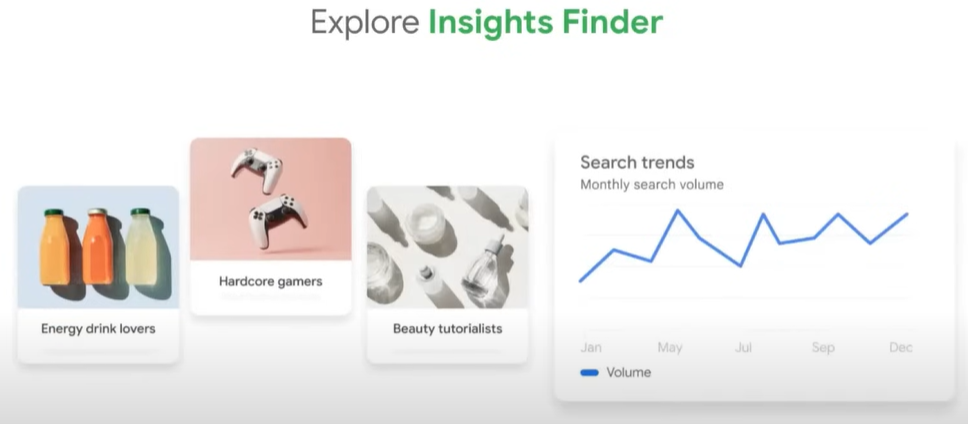 Explore Insights Finder
Energy drink lovers
Hardcore gamers
Beauty tutorialists
Search trends
Monthly search volume
Jan May Jul Sep Dec
Volume